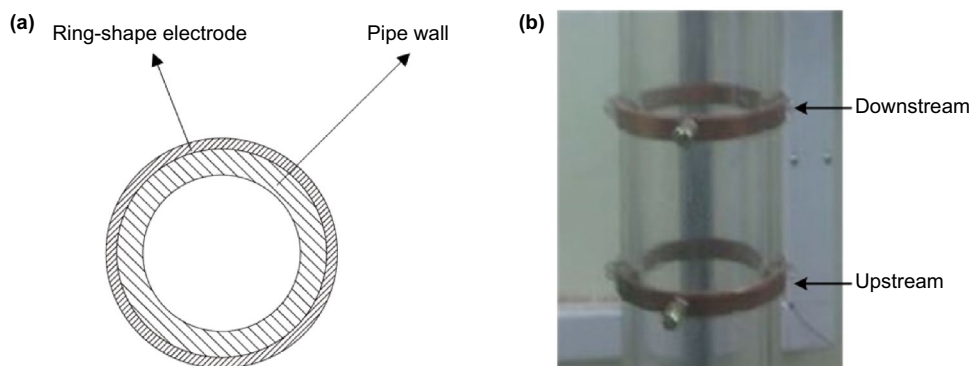 (a)
Ring-shape electrode
Pipe wall
(b)
Downstream
Upstream